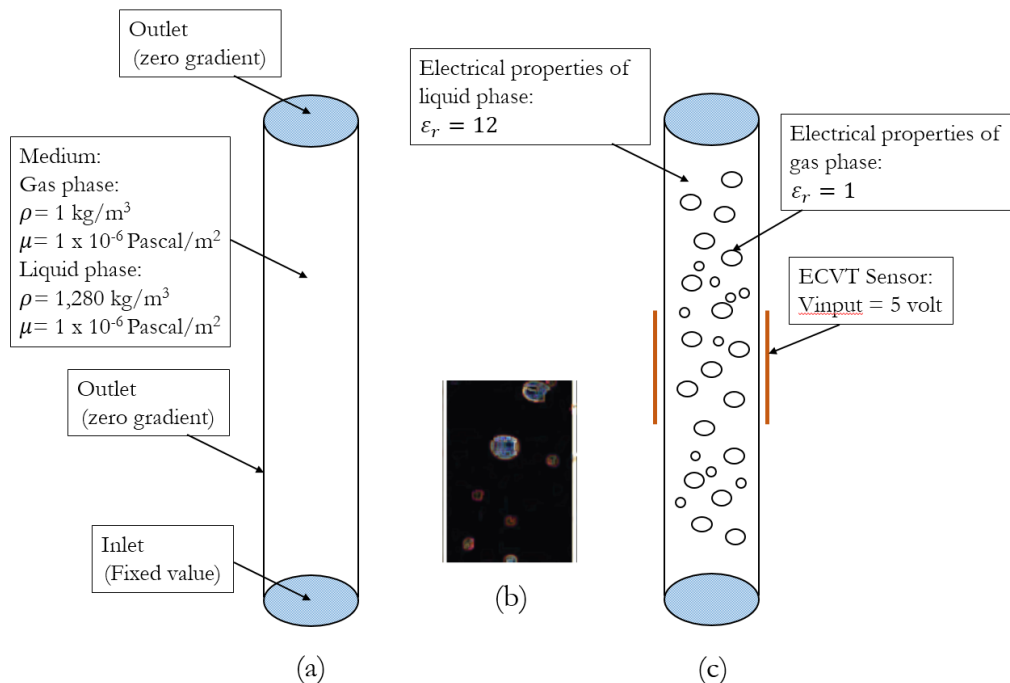 Outlet
(zero gradient)
Medium:
Gas phase:
ρ = 1 kg/m³
μ= 1 x 10⁻⁶ Pascal/m²
Liquid phase:
ρ = 1,280 kg/m³
μ= 1 x 10⁻⁶ Pascal/m²
Outlet
(zero gradient)
Inlet
(Fixed value)
(a)
(b)
Electrical properties of
liquid phase:
εᵣ = 12
Electrical properties of
gas phase:
εᵣ = 1
ECVT Sensor:
Vinput = 5 volt
(c)